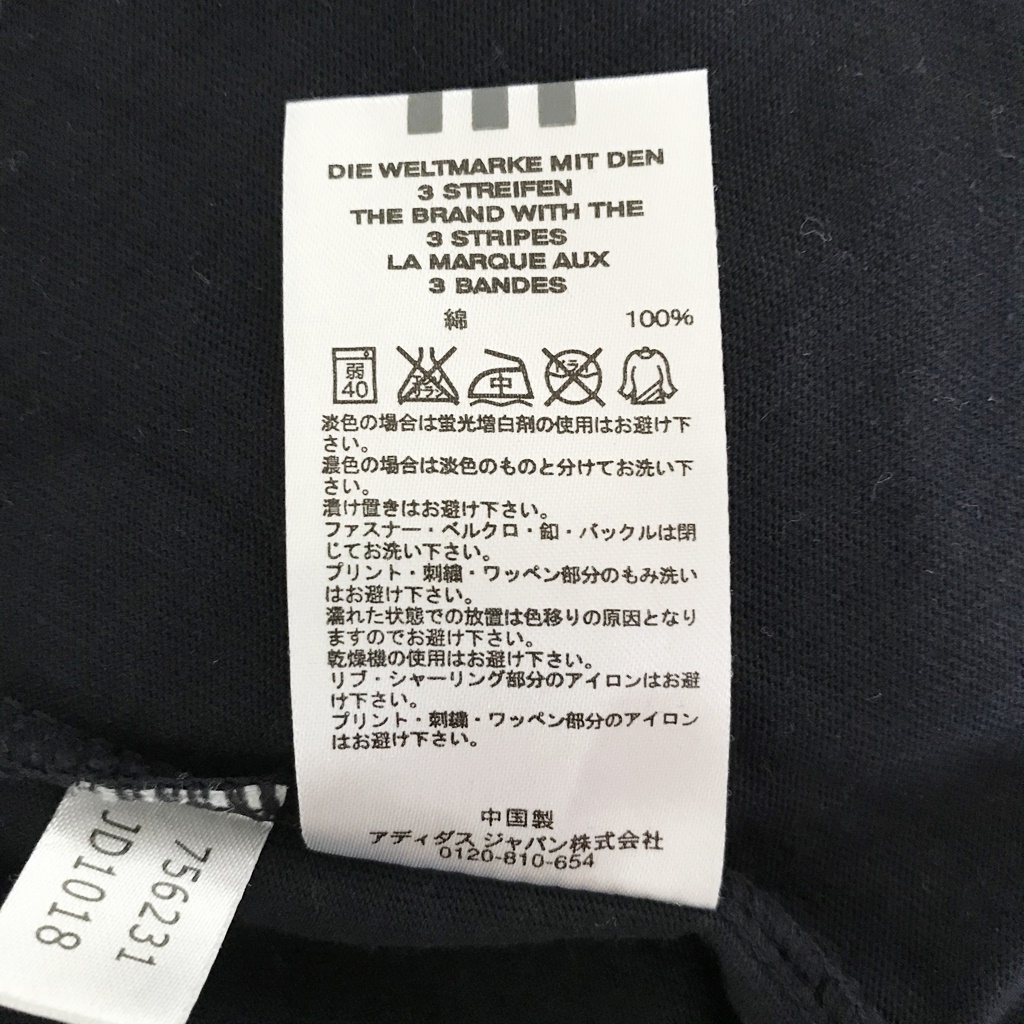 DIE WELTMARKE MIT DEN
3 STREIFEN
THE BRAND WITH THE
3 STRIPES
LA MARQUE AUX
3 BANDES
綿 100%
弱
40
中
ドライ
淡色の場合は蛍光増白剤の使用はお避け下
さい。
濃色の場合は淡色のものと分けてお洗い下
さい。
漬け置きはお避け下さい。
ファスナー・ベルクロ・釦・バックルは閉
じてお洗い下さい。
プリント・刺繍・ワッペン部分のもみ洗い
はお避け下さい。
濡れた状態での放置は色移りの原因となり
ますのでお避け下さい。
乾燥機の使用はお避け下さい。
リブ・シャーリング部分のアイロンはお避
け下さい。
プリント・刺繍・ワッペン部分のアイロン
はお避け下さい。
中国製
アディダス ジャパン株式会社
0120-810-654
756231
JD1018